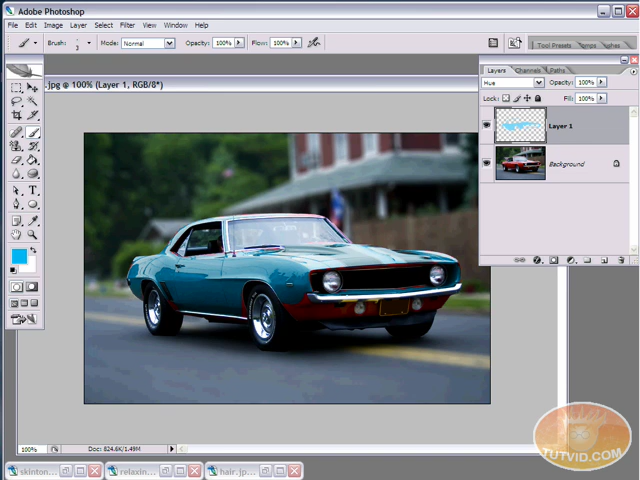 Adobe Photoshop
File Edit Image Layer Select Filter View Window Help
Brush: 3 Mode: Normal Opacity: 100% Flow: 100%
Tool Presets
.jpg @ 100% (Layer 1, RGB/8*)
Layers Channels Paths
Hue Opacity: 100%
Lock: Fill: 100%
Layer 1
Background
T
100% Doc: 824.6K/1.49M
skinton... relaxin... hair.jp...
TUTVID.COM